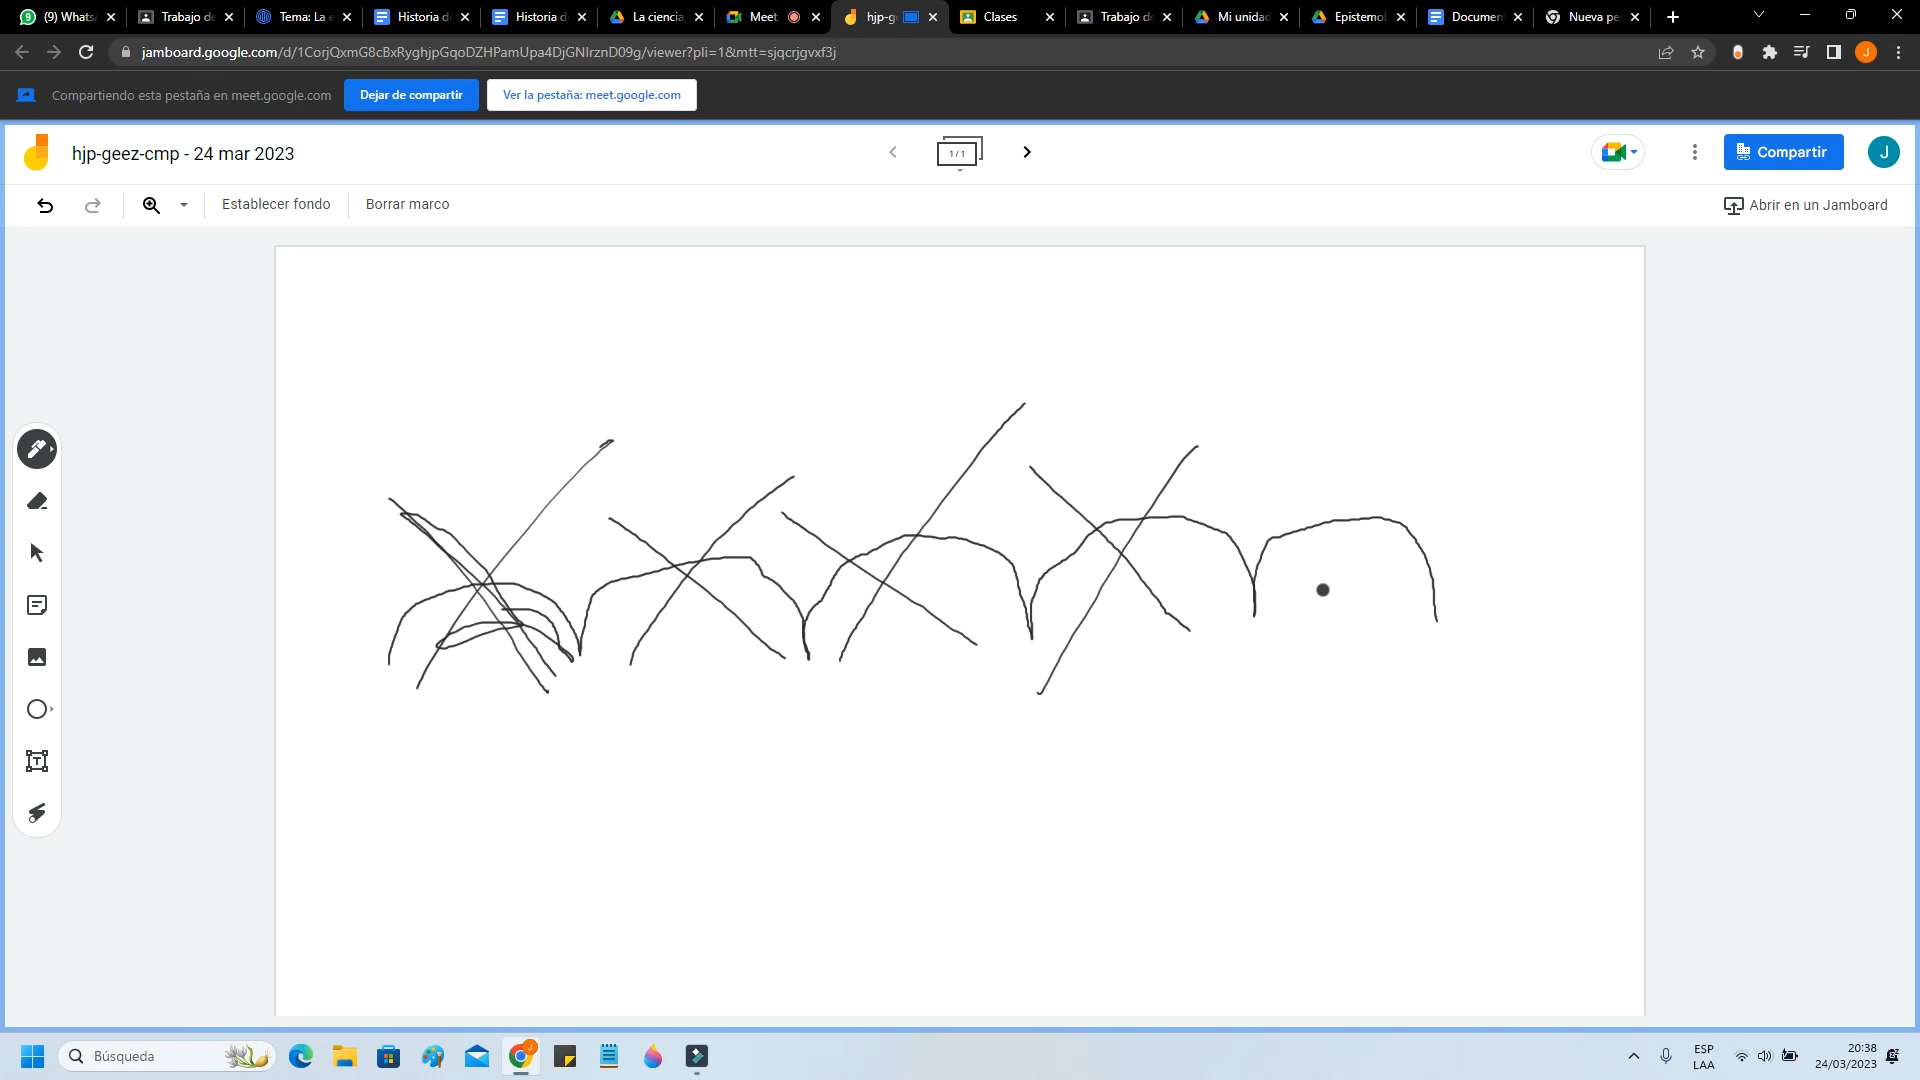 (9) Whats
Trabajo de
Tema: La e
Historia d
Historia d
La ciencia
Meet
hjp-g
Clases
Trabajo de
Mi unidad
Epistemol
Documen
Nueva pe
jamboard.google.com/d/1CorjQxmG8cBxRyghjpGqoDZHPamUpa4DjGNIrznD09g/viewer?pli=1&mtt=sjqcrjgvxf3j
J
Compartiendo esta pestaña en meet.google.com
Dejar de compartir
Ver la pestaña: meet.google.com
hjp-geez-cmp - 24 mar 2023
1 / 1
Compartir
J
Establecer fondo
Borrar marco
Abrir en un Jamboard
Búsqueda
ESP
LAA
20:38
24/03/2023